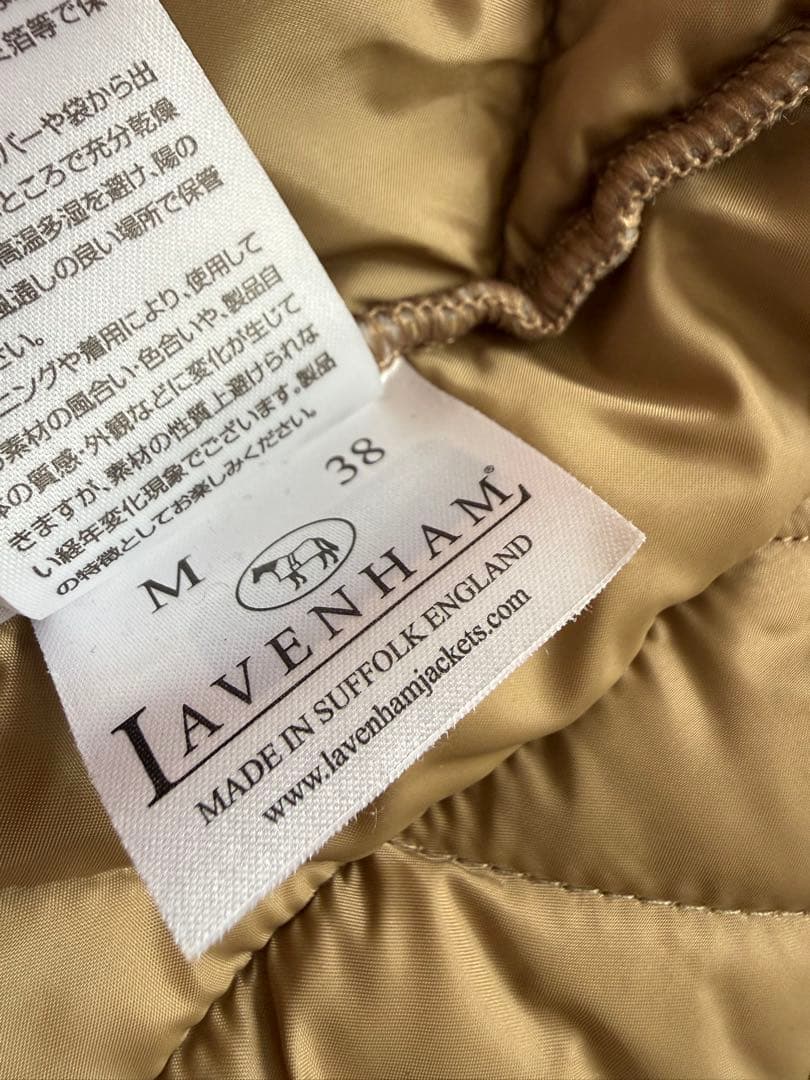 箔等で保
バーや袋から出
ところで充分乾燥
高温多湿を避け、陽の
風通しの良い場所で保管
さい。
ニングや着用により、使用して
素材の風合い・色合いや、製品自
体の質感・外観などに変化が生じて
きますが、素材の性質上避けられな
い経年変化現象でございます。製品
の特徴としてお楽しみください。
M 38
LAVENHAM®
MADE IN SUFFOLK ENGLAND
www.lavenhamjackets.com